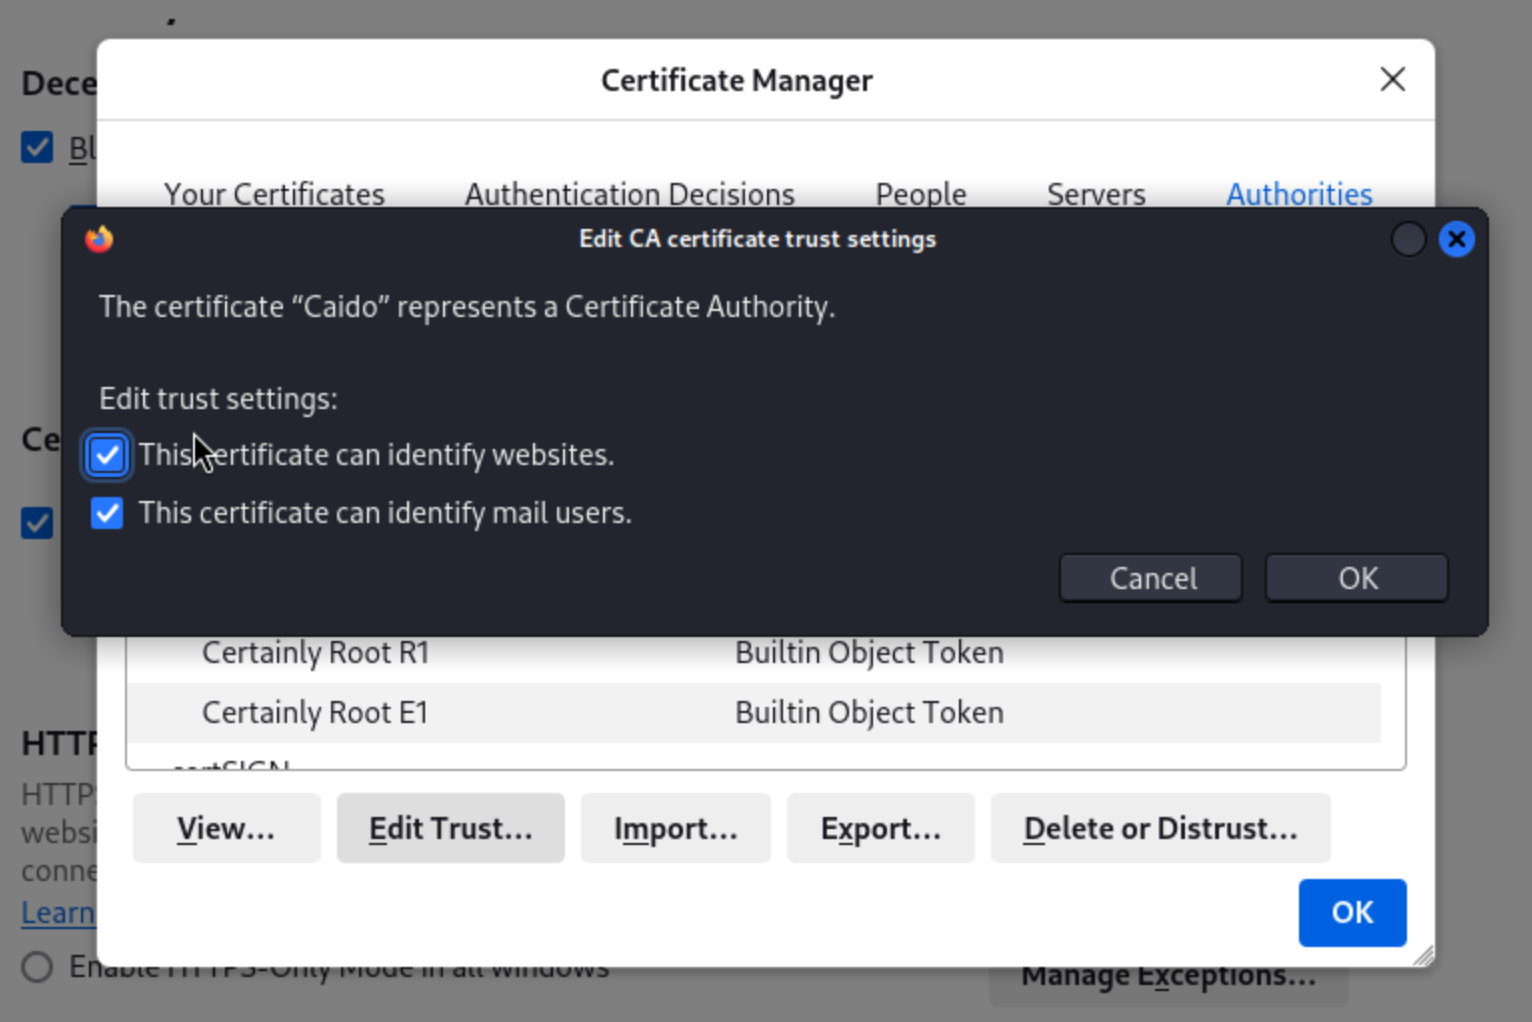 Dece
Certificate Manager
Bl
Your Certificates Authentication Decisions People Servers Authorities
Edit CA certificate trust settings
The certificate “Caido” represents a Certificate Authority.
Edit trust settings:
Ce
This certificate can identify websites.
This certificate can identify mail users.
Cancel OK
Certainly Root R1 Builtin Object Token
Certainly Root E1 Builtin Object Token
certSIGN
HTTP
HTTPS
websi
conne
Learn
View... Edit Trust... Import... Export... Delete or Distrust...
OK
Enable HTTPS-Only Mode in all windows
Manage Exceptions...